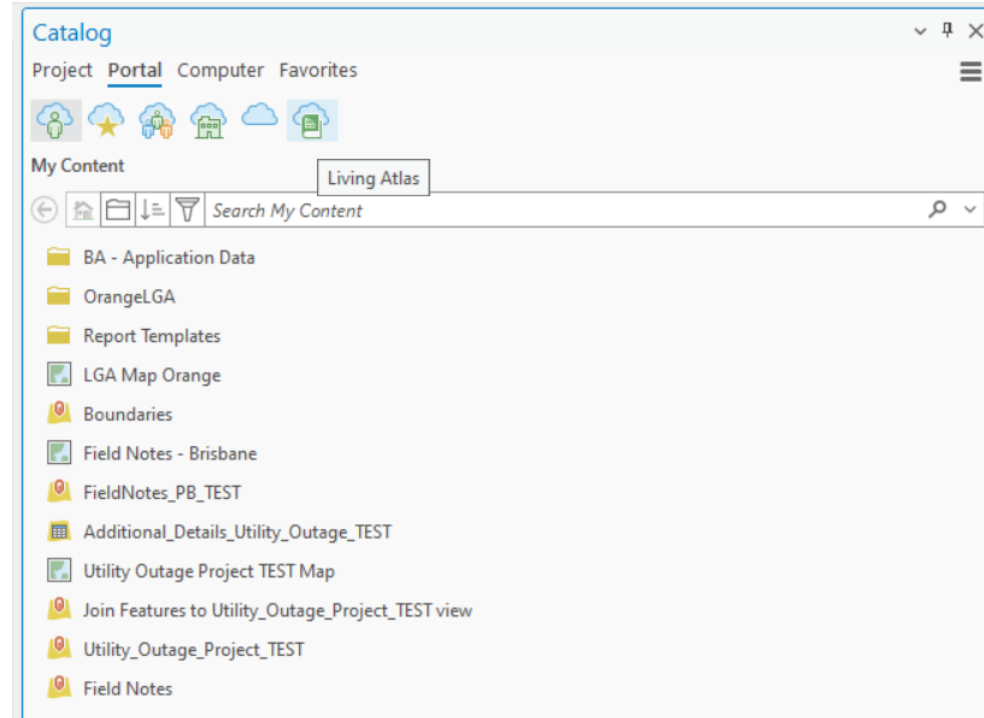 Catalog
Project Portal Computer Favorites
My Content
Living Atlas
Search My Content
BA - Application Data
OrangeLGA
Report Templates
LGA Map Orange
Boundaries
Field Notes - Brisbane
FieldNotes_PB_TEST
Additional_Details_Utility_Outage_TEST
Utility Outage Project TEST Map
Join Features to Utility_Outage_Project_TEST view
Utility_Outage_Project_TEST
Field Notes